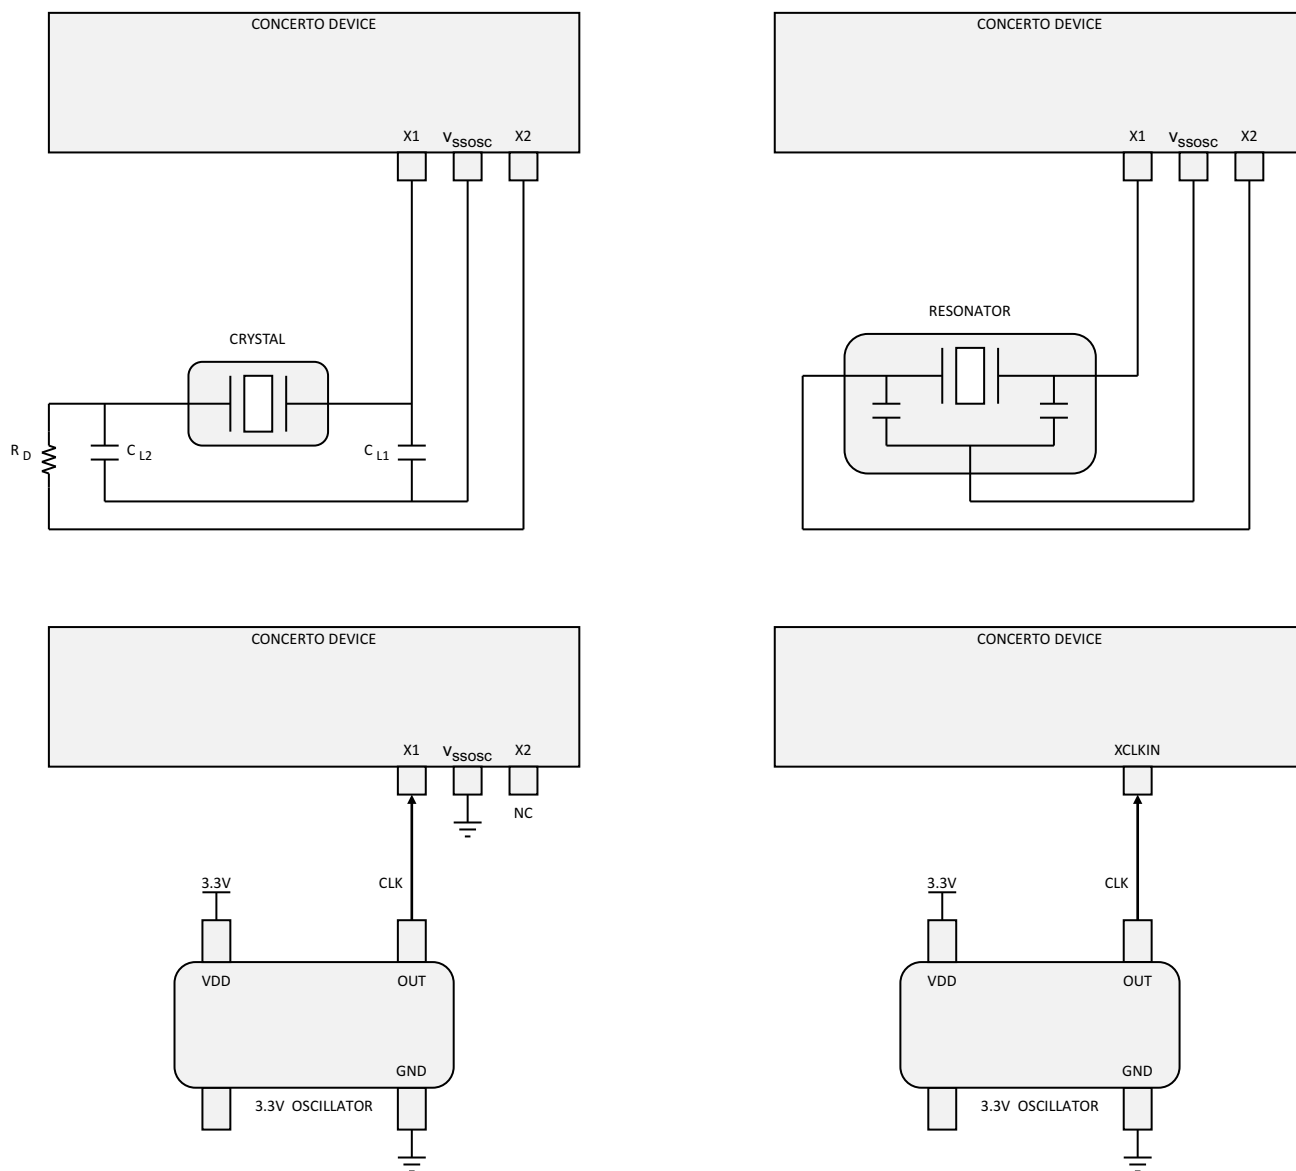 CONCERTO DEVICE
X1 VSSOSC X2
CRYSTAL
R D
C L2
C L1
CONCERTO DEVICE
X1 VSSOSC X2
RESONATOR
CONCERTO DEVICE
X1 VSSOSC X2
NC
3.3V
CLK
VDD OUT
GND
3.3V OSCILLATOR
CONCERTO DEVICE
XCLKIN
3.3V
CLK
VDD OUT
GND
3.3V OSCILLATOR